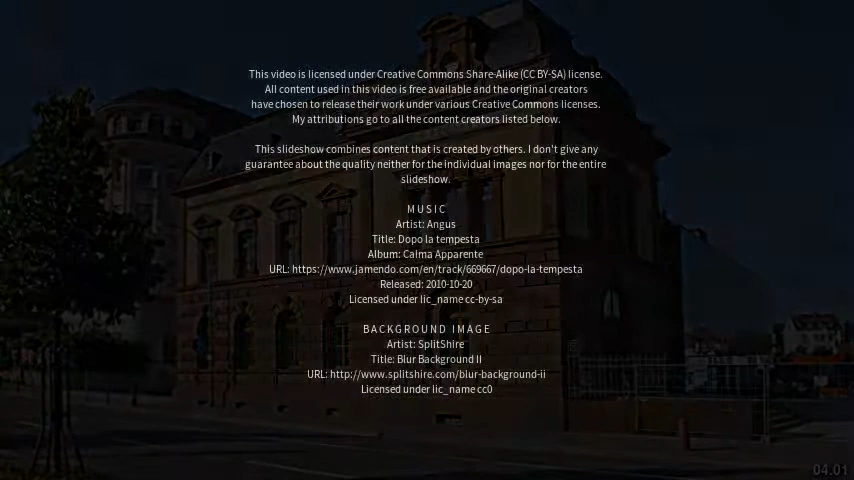 This video is licensed under Creative Commons Share-Alike (CC BY-SA) license.
All content used in this video is free available and the original creators
have chosen to release their work under various Creative Commons licenses.
My attributions go to all the content creators listed below.
This slideshow combines content that is created by others. I don't give any
guarantee about the quality neither for the individual images nor for the entire
slideshow.
MUSIC
Artist: Angus
Title: Dopo la tempesta
Album: Calma Apparente
URL: https://www.jamendo.com/en/track/669667/dopo-la-tempesta
Released: 2010-10-20
Licensed under lic_name cc-by-sa
BACKGROUND IMAGE
Artist: SplitShire
Title: Blur Background II
URL: http://www.splitshire.com/blur-background-ii
Licensed under lic_name cc0
04.01